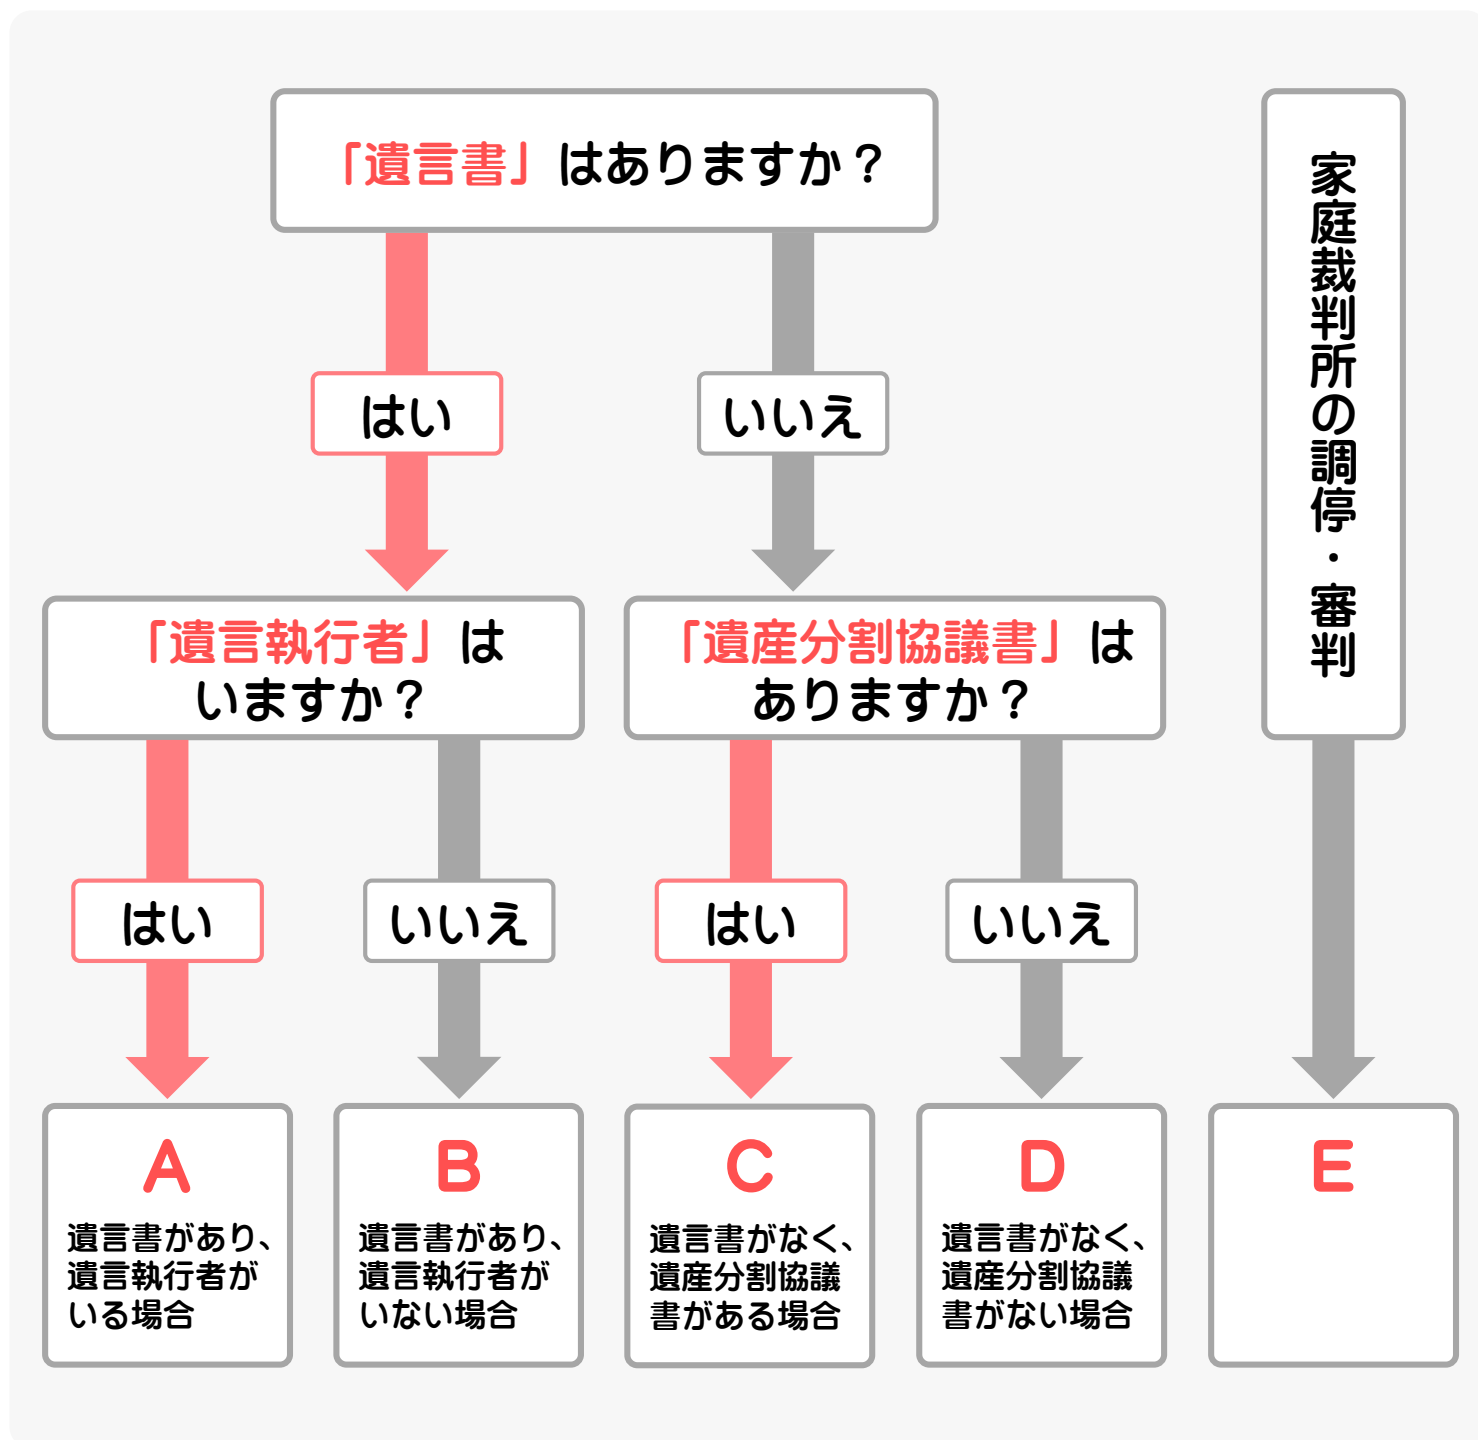 「遺言書」はありますか？
はい
いいえ
「遺言執行者」は
いますか？
「遺産分割協議書」は
ありますか？
家庭裁判所の調停・審判
はい
いいえ
はい
いいえ
A
遺言書があり、
遺言執行者が
いる場合
B
遺言書があり、
遺言執行者が
いない場合
C
遺言書がなく、
遺産分割協議
書がある場合
D
遺言書がなく、
遺産分割協議
書がない場合
E